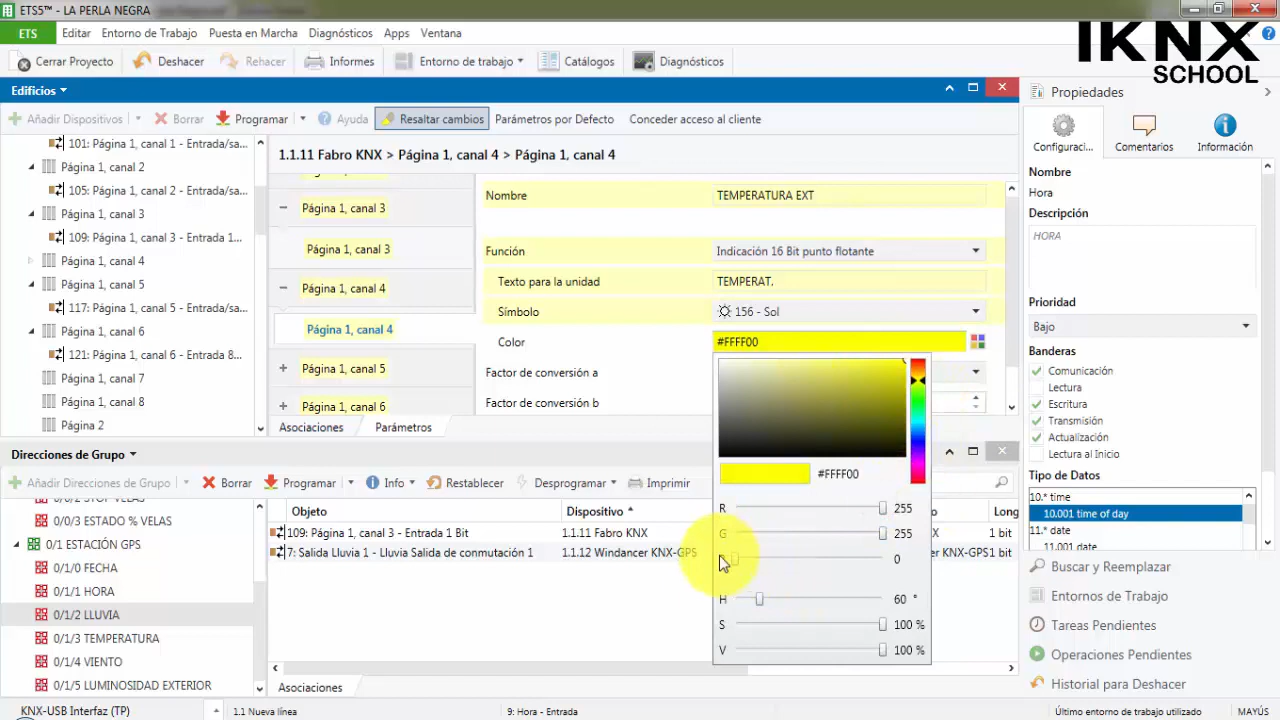 ETS5™ - LA PERLA NEGRA
IKNX
SCHOOL
ETS Editar Entorno de Trabajo Puesta en Marcha Diagnósticos Apps Ventana
Cerrar Proyecto Deshacer Rehacer Informes Entorno de trabajo Catálogos Diagnósticos
Edificios
Añadir Dispositivos Borrar Programar Ayuda Resaltar cambios Parámetros por Defecto Conceder acceso al cliente
101: Página 1, canal 1 - Entrada/sa...
Página 1, canal 2
105: Página 1, canal 2 - Entrada/sa...
Página 1, canal 3
109: Página 1, canal 3 - Entrada 1...
Página 1, canal 4
Página 1, canal 5
117: Página 1, canal 5 - Entrada/sa...
Página 1, canal 6
121: Página 1, canal 6 - Entrada 8...
Página 1, canal 7
Página 1, canal 8
Página 2
1.1.11 Fabro KNX > Página 1, canal 4 > Página 1, canal 4
Página 1, canal 3
Página 1, canal 3
Página 1, canal 4
Página 1, canal 4
Página 1, canal 5
Página 1, canal 6
Nombre TEMPERATURA EXT
Función Indicación 16 Bit punto flotante
Texto para la unidad TEMPERAT.
Símbolo 156 - Sol
Color #FFFF00
Factor de conversión a
Factor de conversión b
Asociaciones Parámetros
#FFFF00
R 255
G 255
0
H 60 °
S 100 %
V 100 %
Direcciones de Grupo
Añadir Direcciones de Grupo Borrar Programar Info Restablecer Desprogramar Imprimir
0/0/2 STOP VELAS
0/0/3 ESTADO % VELAS
0/1 ESTACIÓN GPS
0/1/0 FECHA
0/1/1 HORA
0/1/2 LLUVIA
0/1/3 TEMPERATURA
0/1/4 VIENTO
0/1/5 LUMINOSIDAD EXTERIOR
Objeto Dispositivo Long
109: Página 1, canal 3 - Entrada 1 Bit 1.1.11 Fabro KNX KNX 1 bit
7: Salida Lluvia 1 - Lluvia Salida de conmutación 1 1.1.12 Windancer KNX-GPS er KNX-GPS 1 bit
Asociaciones
Propiedades
Configuraci... Comentarios Información
Nombre
Hora
Descripción
HORA
Prioridad
Bajo
Banderas
Comunicación
Lectura
Escritura
Transmisión
Actualización
Lectura al Inicio
Tipo de Datos
10.* time
10.001 time of day
11.* date
11.001 date
Buscar y Reemplazar
Entornos de Trabajo
Tareas Pendientes
Operaciones Pendientes
Historial para Deshacer
KNX-USB Interfaz (TP) 1.1 Nueva línea 9: Hora - Entrada Último entorno de trabajo utilizado MAYÚS